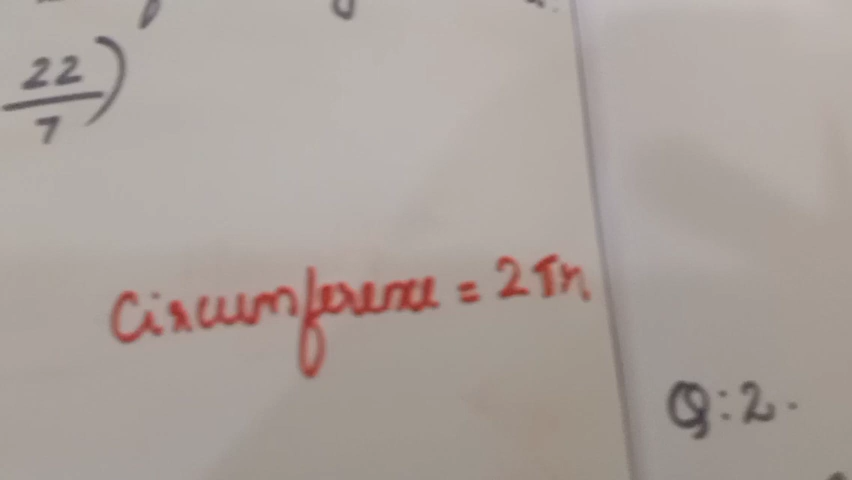 22/7)
Circumference = 2πr.
Q:2.